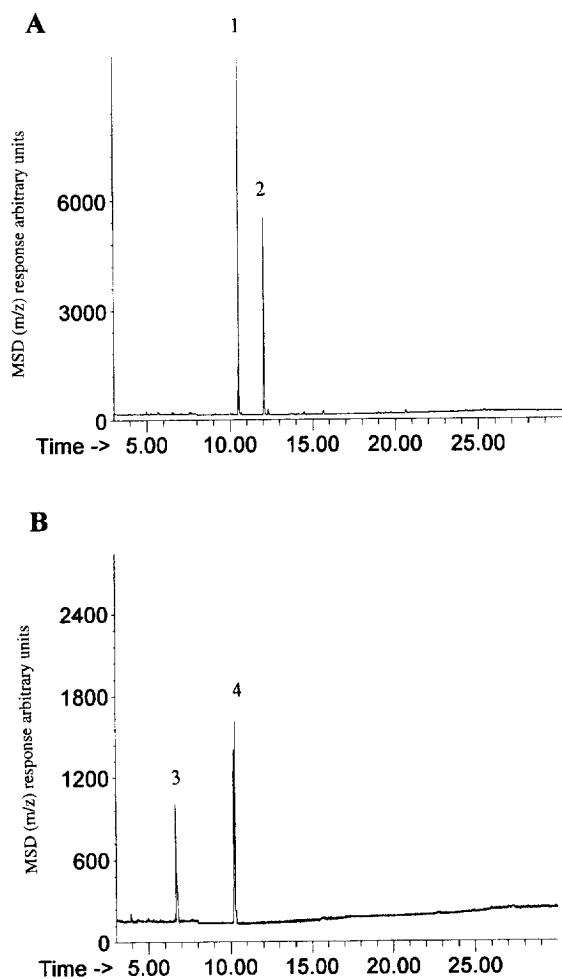 A
1
2
MSD (m/z) response arbitrary units
6000
3000
0
Time -> 5.00 10.00 15.00 20.00 25.00
B
2400
1800
1200
600
0
3
4
MSD (m/z) response arbitrary units
Time -> 5.00 10.00 15.00 20.00 25.00